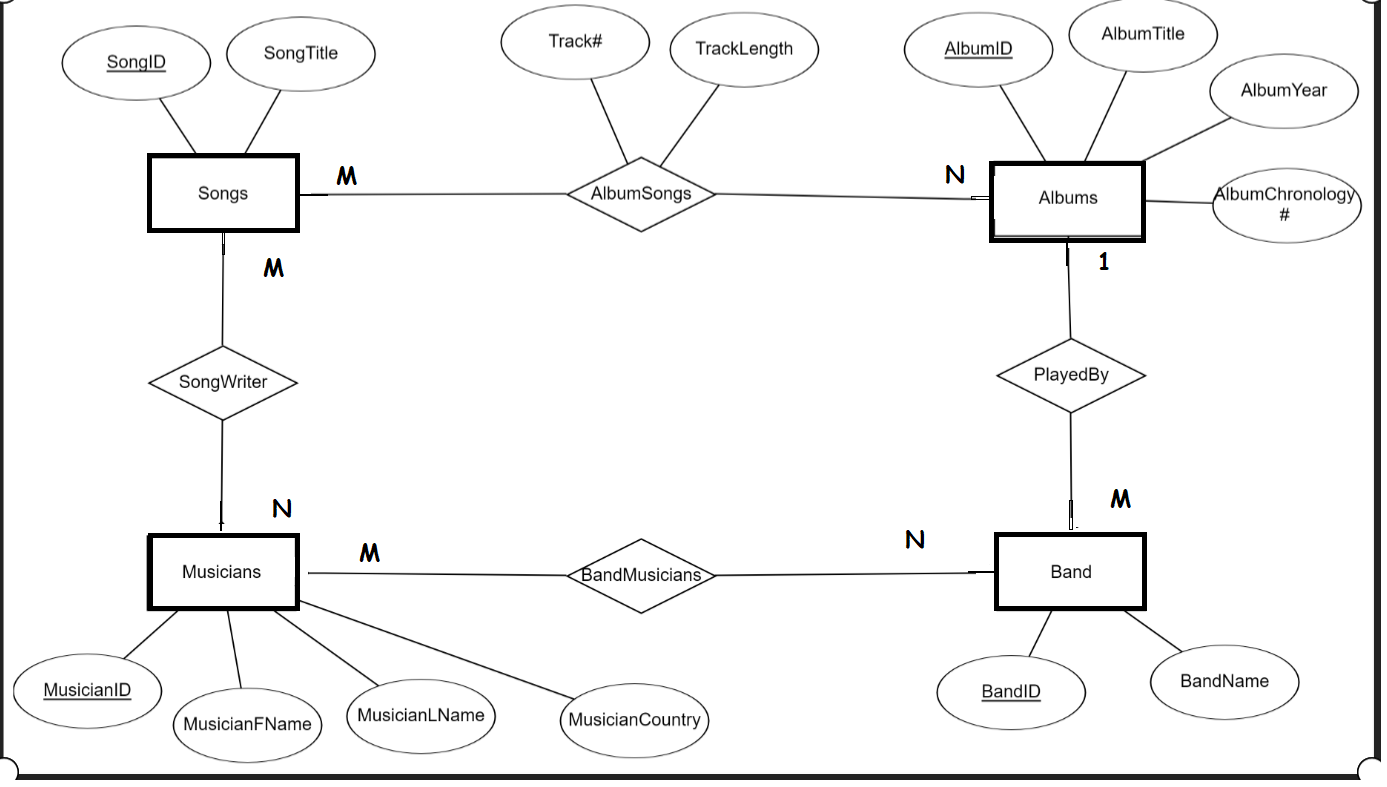 SongID
SongTitle
Track#
TrackLength
AlbumID
AlbumTitle
AlbumYear
Songs
M
AlbumSongs
N
Albums
AlbumChronology
#
M
1
SongWriter
PlayedBy
N
M
Musicians
M
BandMusicians
N
Band
MusicianID
MusicianFName
MusicianLName
MusicianCountry
BandID
BandName